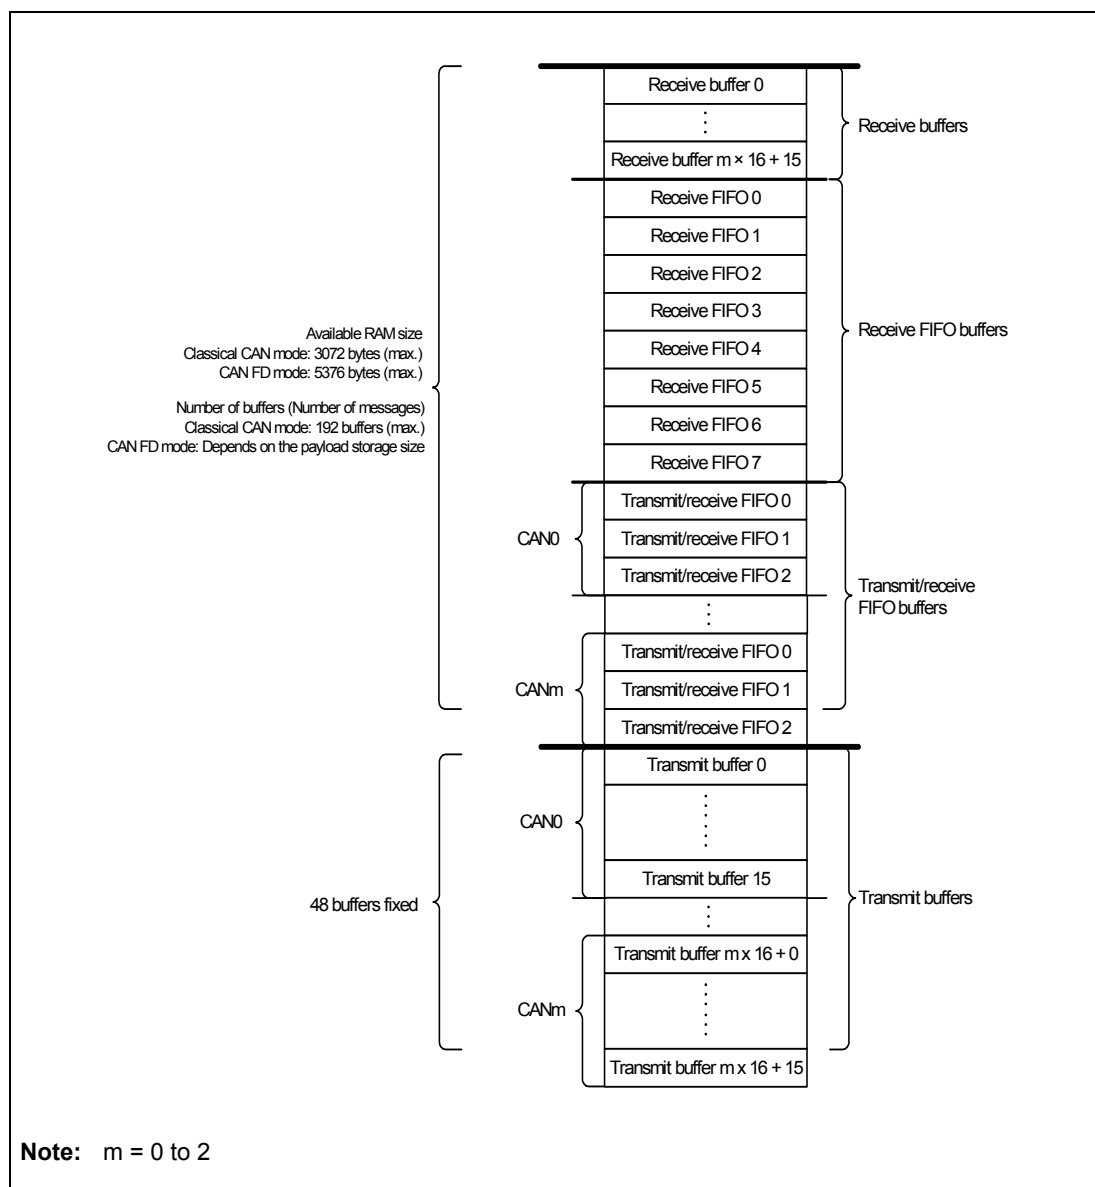 Receive buffer 0
⋮
Receive buffer m × 16 + 15
Receive buffers
Receive FIFO 0
Receive FIFO 1
Receive FIFO 2
Receive FIFO 3
Receive FIFO 4
Receive FIFO 5
Receive FIFO 6
Receive FIFO 7
Receive FIFO buffers
Available RAM size
Classical CAN mode: 3072 bytes (max.)
CAN FD mode: 5376 bytes (max.)
Number of buffers (Number of messages)
Classical CAN mode: 192 buffers (max.)
CAN FD mode: Depends on the payload storage size
CAN0
Transmit/receive FIFO 0
Transmit/receive FIFO 1
Transmit/receive FIFO 2
⋮
CANm
Transmit/receive FIFO 0
Transmit/receive FIFO 1
Transmit/receive FIFO 2
Transmit/receive
FIFO buffers
CAN0
Transmit buffer 0
⋮
Transmit buffer 15
⋮
48 buffers fixed
CANm
Transmit buffer m x 16 + 0
⋮
Transmit buffer m x 16 + 15
Transmit buffers
Note: m = 0 to 2